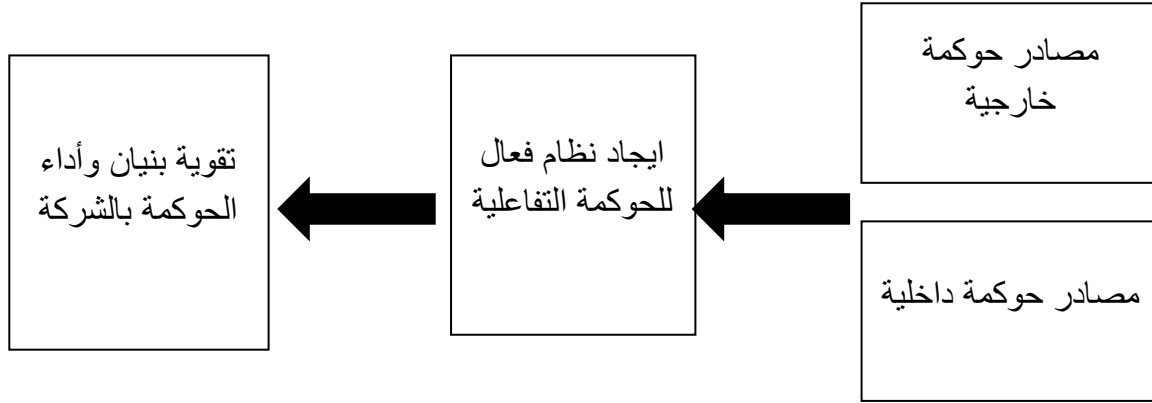 مصادر حوكمة
خارجية
مصادر حوكمة داخلية
ايجاد نظام فعال
للحوكمة التفاعلية
تقوية بنيان وأداء
الحوكمة بالشركة